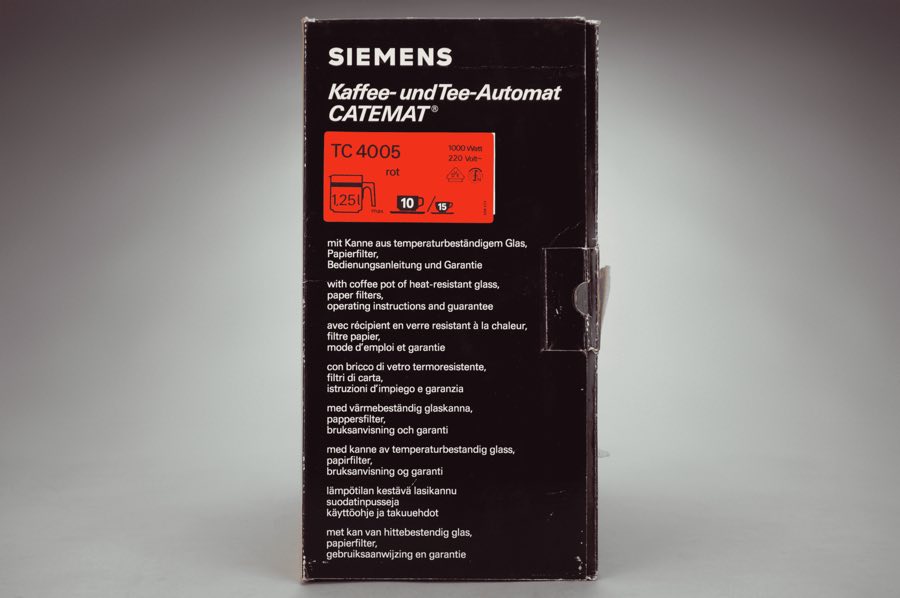 SIEMENS
Kaffee- und Tee-Automat
CATEMAT®
TC 4005
1000 Watt
220 Volt~
rot
1,25 l
max.
10 / 15
mit Kanne aus temperaturbeständigem Glas,
Papierfilter,
Bedienungsanleitung und Garantie
with coffee pot of heat-resistant glass,
paper filters,
operating instructions and guarantee
avec récipient en verre resistant à la chaleur,
filtre papier,
mode d'emploi et garantie
con bricco di vetro termoresistente,
filtri di carta,
istruzioni d'impiego e garanzia
med värmebeständig glaskanna,
pappersfilter,
bruksanvisning och garanti
med kanne av temperaturbestandig glass,
papirfilter,
bruksanvisning og garanti
lämpötilan kestävä lasikannu
suodatinpusseja
käyttöohje ja takuuehdot
met kan van hittebestendig glas,
papierfilter,
gebruiksaanwijzing en garantie